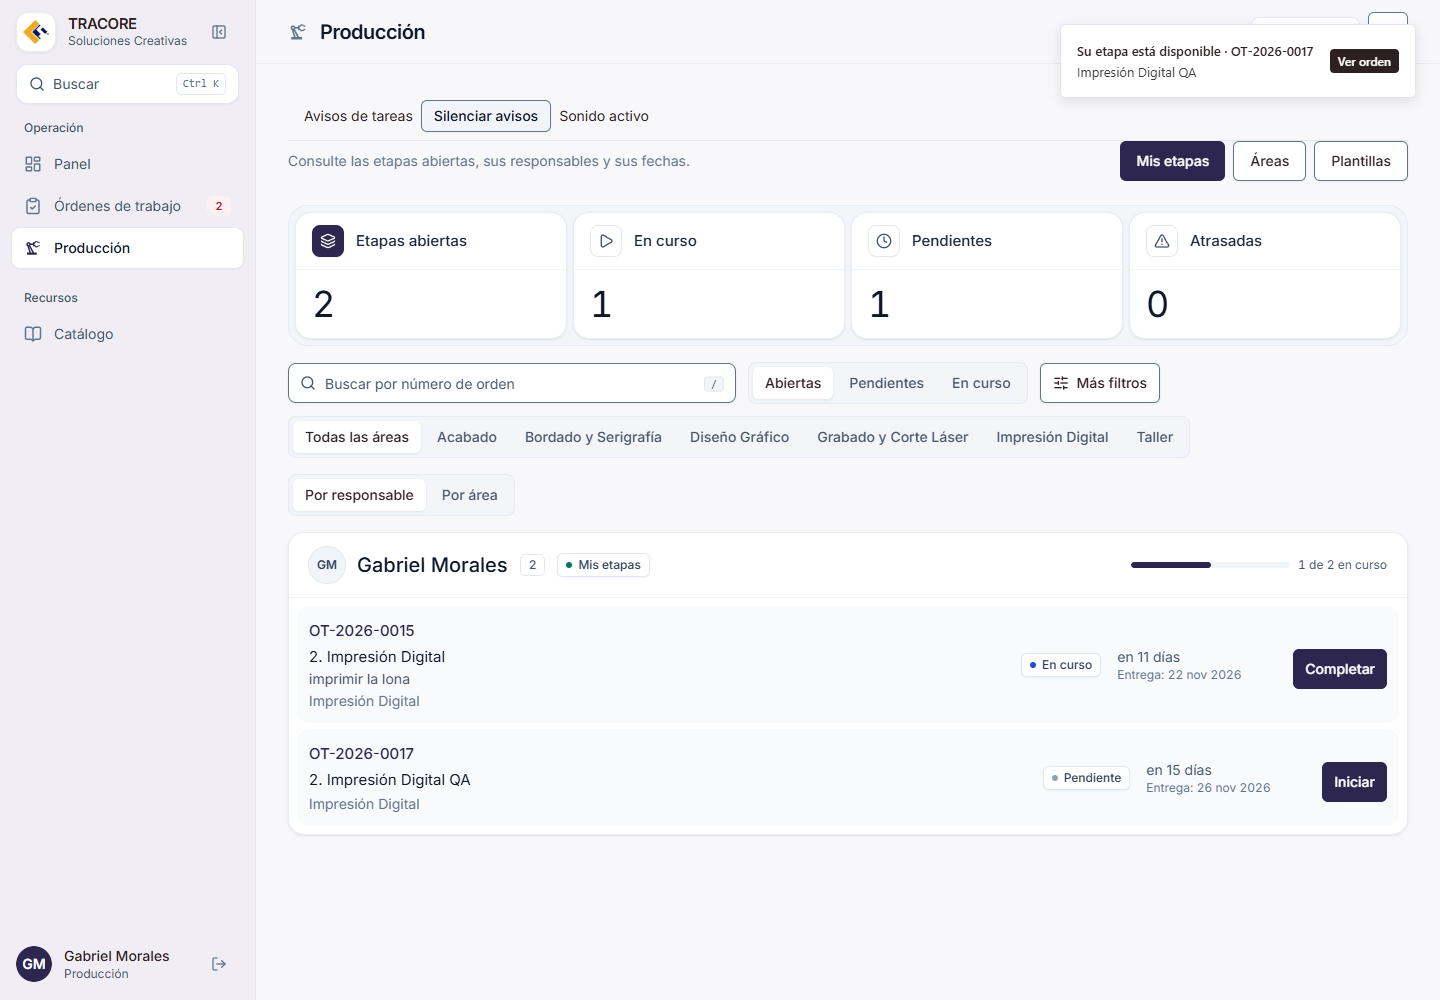 TRACORE
Soluciones Creativas
Buscar
Ctrl K
Operación
Panel
Órdenes de trabajo
2
Producción
Recursos
Catálogo
Gabriel Morales
Producción
GM
Producción
Su etapa está disponible · OT-2026-0017
Impresión Digital QA
Ver orden
Avisos de tareas
Silenciar avisos
Sonido activo
Consulte las etapas abiertas, sus responsables y sus fechas.
Mis etapas
Áreas
Plantillas
Etapas abiertas
2
En curso
1
Pendientes
1
Atrasadas
0
Buscar por número de orden
/
Abiertas
Pendientes
En curso
Más filtros
Todas las áreas
Acabado
Bordado y Serigrafía
Diseño Gráfico
Grabado y Corte Láser
Impresión Digital
Taller
Por responsable
Por área
GM
Gabriel Morales
2
Mis etapas
1 de 2 en curso
OT-2026-0015
2. Impresión Digital
imprimir la lona
Impresión Digital
En curso
en 11 días
Entrega: 22 nov 2026
Completar
OT-2026-0017
2. Impresión Digital QA
Impresión Digital
Pendiente
en 15 días
Entrega: 26 nov 2026
Iniciar